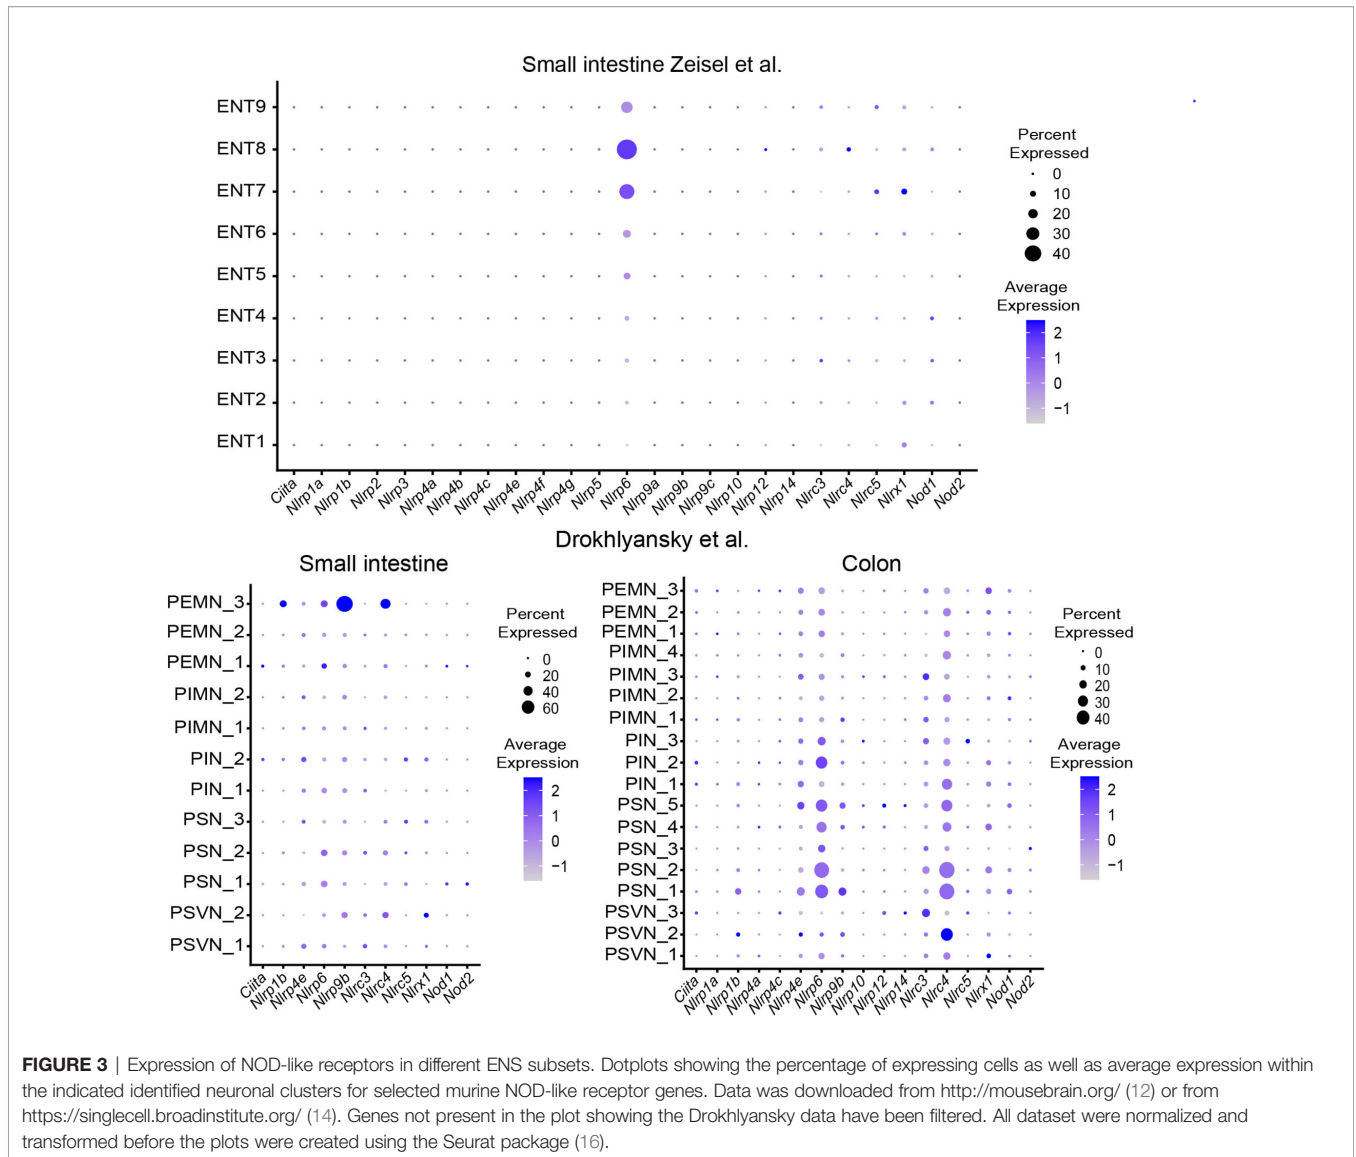 Small intestine Zeisel et al.
ENT9
ENT8
ENT7
ENT6
ENT5
ENT4
ENT3
ENT2
ENT1
Ciita Nlrp1a Nlrp1b Nlrp2 Nlrp3 Nlrp4a Nlrp4b Nlrp4c Nlrp4e Nlrp4f Nlrp4g Nlrp5 Nlrp6 Nlrp9a Nlrp9b Nlrp9c Nlrp10 Nlrp12 Nlrp14 Nlrc3 Nlrc4 Nlrc5 Nlrx1 Nod1 Nod2
Percent
Expressed
0
10
20
30
40
Average
Expression
2
1
0
−1
Drokhlyansky et al.
Small intestine
PEMN_3
PEMN_2
PEMN_1
PIMN_2
PIMN_1
PIN_2
PIN_1
PSN_3
PSN_2
PSN_1
PSVN_2
PSVN_1
Ciita Nlrp1b Nlrp4e Nlrp6 Nlrp9b Nlrc3 Nlrc4 Nlrc5 Nlrx1 Nod1 Nod2
Percent
Expressed
0
20
40
60
Average
Expression
2
1
0
−1
Colon
PEMN_3
PEMN_2
PEMN_1
PIMN_4
PIMN_3
PIMN_2
PIMN_1
PIN_3
PIN_2
PIN_1
PSN_5
PSN_4
PSN_3
PSN_2
PSN_1
PSVN_3
PSVN_2
PSVN_1
Ciita Nlrp1a Nlrp1b Nlrp4a Nlrp4c Nlrp4e Nlrp6 Nlrp9b Nlrp10 Nlrp12 Nlrp14 Nlrc3 Nlrc4 Nlrc5 Nlrx1 Nod1 Nod2
Percent
Expressed
0
10
20
30
40
Average
Expression
2
1
0
−1
FIGURE 3 | Expression of NOD-like receptors in different ENS subsets. Dotplots showing the percentage of expressing cells as well as average expression within
the indicated identified neuronal clusters for selected murine NOD-like receptor genes. Data was downloaded from http://mousebrain.org/ (12) or from
https://singlecell.broadinstitute.org/ (14). Genes not present in the plot showing the Drokhlyansky data have been filtered. All dataset were normalized and
transformed before the plots were created using the Seurat package (16).